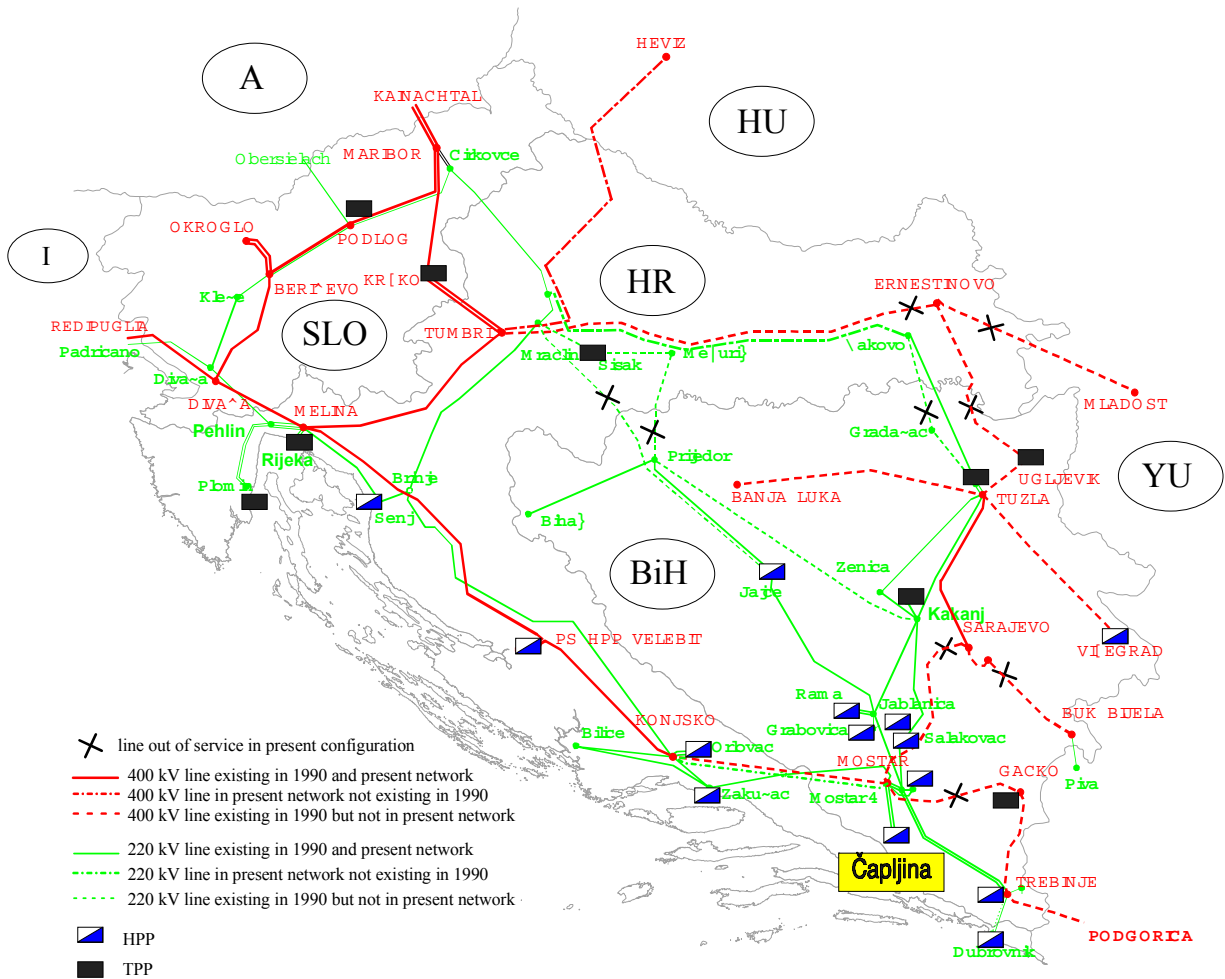 HEVIZ
A
KAINACHTAL
HU
MARIBOR
Cirkovce
Obersielach
OKROGLO
PODLOG
I
HR
BERI^EVO
KR[KO
ERNESTINOVO
Kle~e
SLO
REDIPUGLIA
TUMBRI
Padricano
Mraclin
Sisak
Me|uri}
\akovo
Diva~a
DIVA^A
MELINA
MLADOST
Pehlin
Grada~ac
Rijeka
Prijedor
YU
UGLJEVIK
Plomin
Brinje
BANJA LUKA
TUZLA
Senj
Biha}
BiH
Zenica
Jajce
Kakanj
SARAJEVO
PS HPP VELEBIT
VI[EGRAD
Rama
Jablanica
BUK BIJELA
KONJSKO
Grabovica
Bilice
Orlovac
Salakovac
line out of service in present configuration
MOSTAR
GACKO
400 kV line existing in 1990 and present network
Piva
400 kV line in present network not existing in 1990
Zaku~ac
Mostar4
400 kV line existing in 1990 but not in present network
220 kV line existing in 1990 and present network
Čapljina
220 kV line in present network not existing in 1990
TREBINJE
220 kV line existing in 1990 but not in present network
HPP
PODGORICA
Dubrovnik
TPP